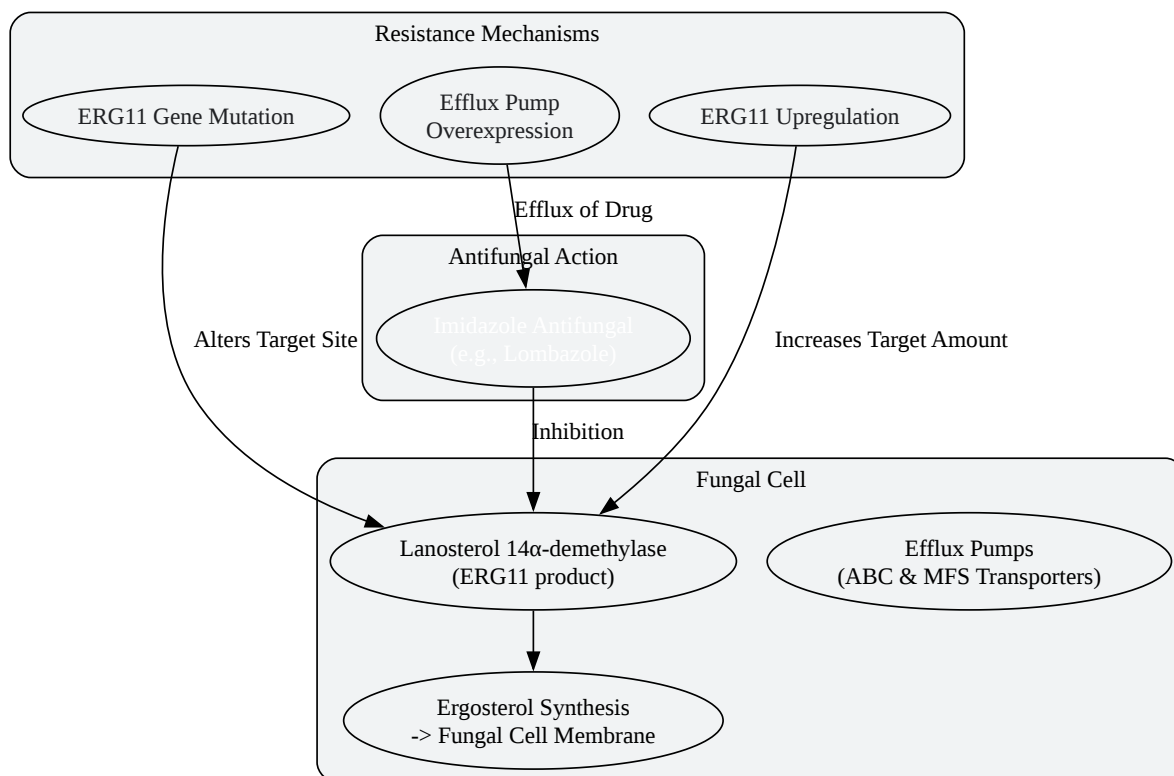 Resistance Mechanisms
ERG11 Gene Mutation
Efflux Pump
Overexpression
ERG11 Upregulation
Efflux of Drug
Antifungal Action
Imidazole Antifungal
(e.g., Lombazole)
Alters Target Site
Increases Target Amount
Inhibition
Fungal Cell
Lanosterol 14α-demethylase
(ERG11 product)
Efflux Pumps
(ABC & MFS Transporters)
Ergosterol Synthesis
-> Fungal Cell Membrane